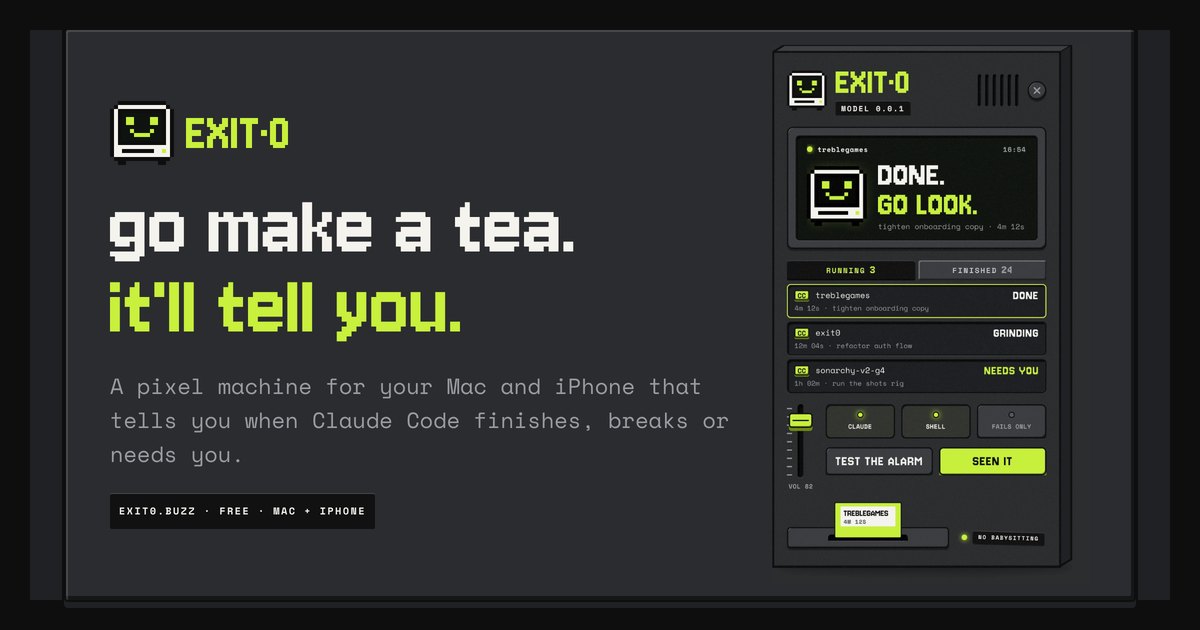 EXIT·0
go make a tea.
it'll tell you.
A pixel machine for your Mac and iPhone that
tells you when Claude Code finishes, breaks or
needs you.
EXIT0.BUZZ · FREE · MAC + IPHONE
EXIT·0
MODEL 0.0.1
treblegames 16:54
DONE.
GO LOOK.
tighten onboarding copy · 4m 12s
RUNNING 3 FINISHED 24
CC treblegames DONE
4m 12s · tighten onboarding copy
CC exit0 GRINDING
12m 04s · refactor auth flow
CC sonarchy-v2-g4 NEEDS YOU
1h 02m · run the shots rig
CLAUDE SHELL FAILS ONLY
TEST THE ALARM SEEN IT
VOL 82
TREBLEGAMES
4M 12S
NO BABYSITTING